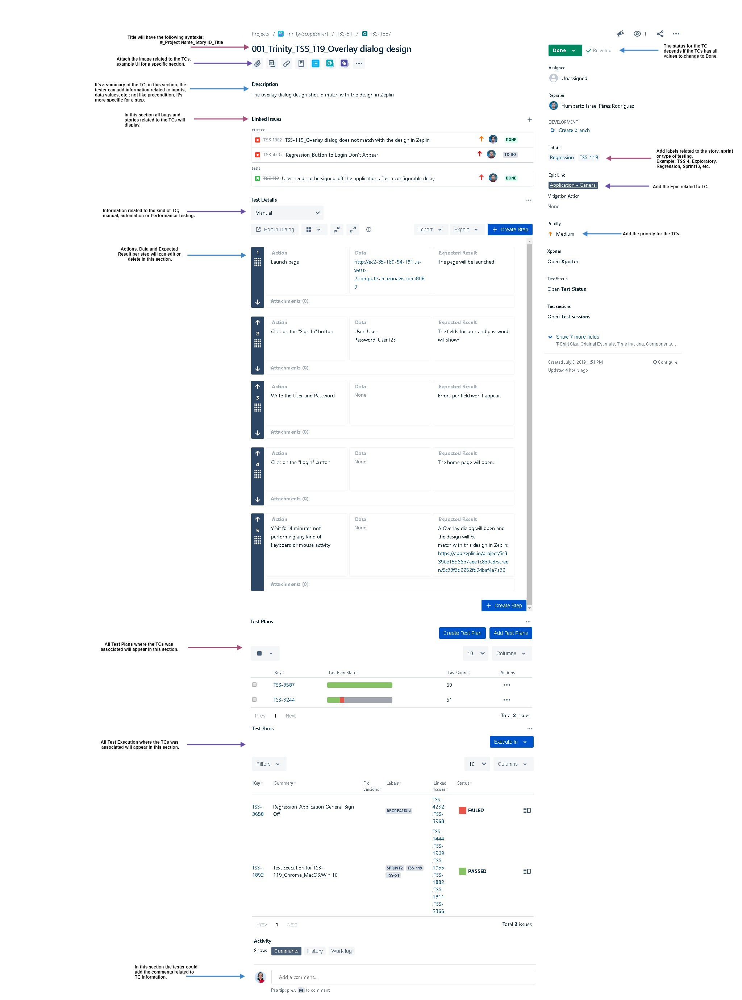 Projects / Trinity-ScopeSmart / TSS-51 / TSS-1887
1
Title will have the following syntaxis:
#_Project Name_Story ID_Title
001_Trinity_TSS_119_Overlay dialog design
Attach the image related to the TCs,
example UI for a specific section.
It's a summary of the TC; in this section, the
tester can add information related to inputs,
data values, etc.; not like precondition, it's
more specific for a step.
Description
The overlay dialog design should match with the design in Zeplin
In this section all bugs and
stories related to the TCs will
display.
Linked issues
created
TSS-1882 TSS-119_Overlay dialog does not match with the design in Zeplin DONE
TSS-4232 Regression_Button to Login Don't Appear TO DO
tests
TSS-119 User needs to be signed-off the application after a configurable delay DONE
Test Details
Information related to the kind of TC;
manual, automation or Performance Testing.
Manual
Edit in Dialog Import Export + Create Step
Actions, Data and Expected
Result per step will can edit or
delete in this section.
1
Action
Launch page
Data
http://ec2-35-160-94-191.us-
west-
2.compute.amazonaws.com:808
0
Expected Result
The page will be launched
Attachments (0)
2
Action
Click on the "Sign In" button
Data
User: User
Password: User123!
Expected Result
The fields for user and password
will shown
Attachments (0)
3
Action
Write the User and Password
Data
None
Expected Result
Errors per field won't appear.
Attachments (0)
4
Action
Click on the "Login" button
Data
None
Expected Result
The home page will open.
Attachments (0)
5
Action
Wait for 4 minutes not
performing any kind of
keyboard or mouse activity
Data
None
Expected Result
A Overlay dialog will open and
the design will be
match with this design in Zeplin:
https://app.zeplin.io/project/5c3
390e15366b7aee1c8b0c8/scree
n/5c33f3d2252fd04baf4a7a32
Attachments (0)
+ Create Step
Test Plans
Create Test Plan Add Test Plans
All Test Plans where the TCs was
associated will appear in this section.
10 Columns
Key Test Plan Status Test Count Actions
TSS-3587 69
TSS-3244 61
Prev 1 Next Total 2 issues
Test Runs
All Test Execution where the TCs was
associated will appear in this section.
Execute In
Filters 10 Columns
Key Summary Fix
versions Labels Linked
Issues Status
TSS-
3658
Regression_Application General_Sign
Off
REGRESSION
TSS-
4232
,TSS-
3968
FAILED
TSS-
1892
Test Execution for TSS-
119_Chrome_MacOS/Win 10
SPRINT2 TSS-119
TSS-51
TSS-
1444
,TSS-
1909
,TSS-
1055
,TSS-
1882
,TSS-
1911
,TSS-
2366
PASSED
Prev 1 Next Total 2 issues
Activity
Show: Comments History Work log
In this section the tester could
add the comments related to
TC information.
Add a comment...
Pro tip: press M to comment
Done Rejected
The status for the TC
depends if the TCs has all
values to change to Done.
Assignee
Unassigned
Reporter
Humberto Israel Pérez Rodríguez
DEVELOPMENT
Create branch
Labels
Regression TSS-119
Add labels related to the story, sprint
or type of testing.
Example: TSS-4, Exploratory,
Regression, Sprint13, etc.
Epic Link
Application - General
Add the Epic related to TC.
Mitigation Action
None
Priority
Medium
Add the priority for the TCs.
Xporter
Open Xporter
Test Status
Open Test Status
Test sessions
Open Test sessions
Show 7 more fields
T-Shirt Size, Original Estimate, Time tracking, Components...
Created July 3, 2019, 1:51 PM Configure
Updated 4 hours ago